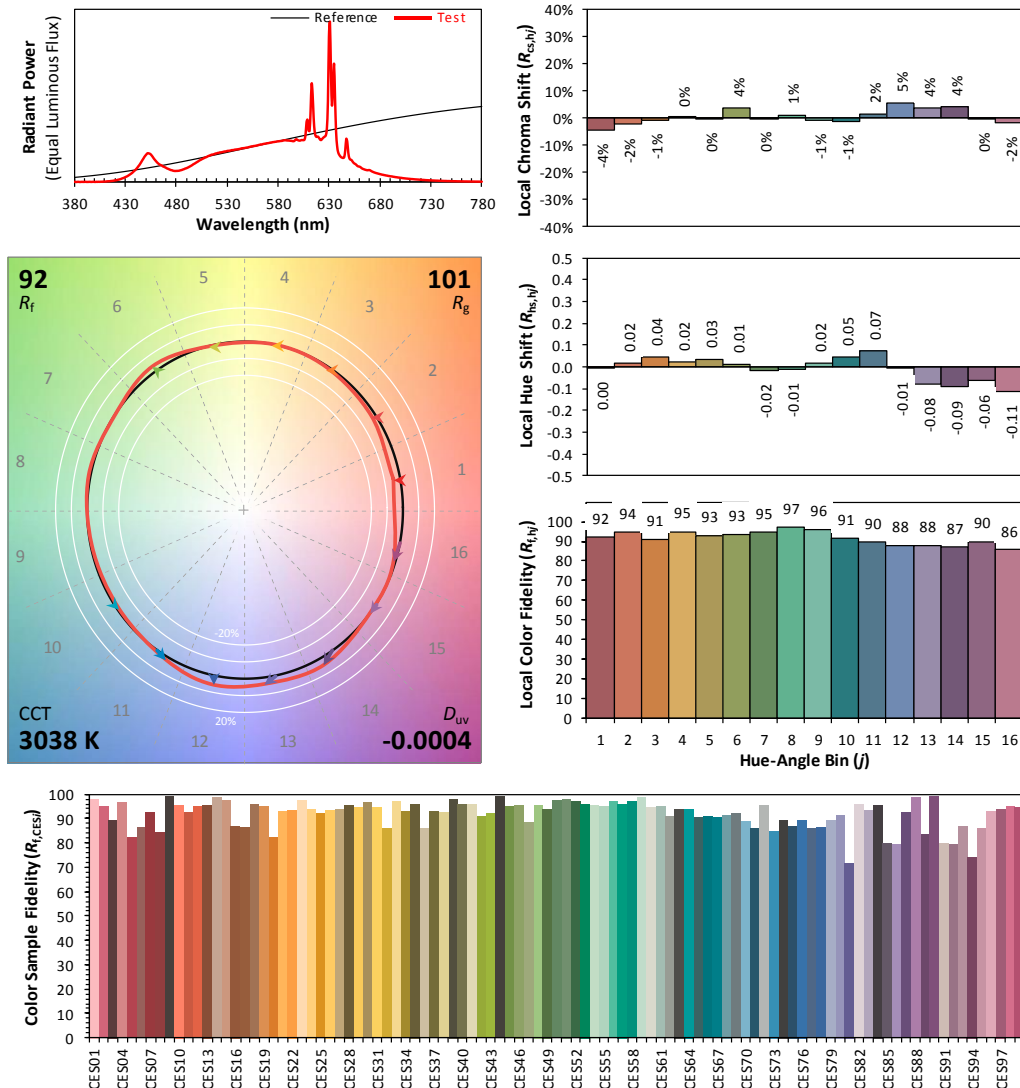 Radiant Power
(Equal Luminous Flux)
Reference Test
380 430 480 530 580 630 680 730 780
Wavelength (nm)
Local Chroma Shift (Rcs,hj)
40%
30%
20%
10%
0%
-10%
-20%
-30%
-40%
-4% -2% -1% 0% 0% 4% 0% 1% -1% -1% 2% 5% 4% 4% 0% -2%
92
Rf
101
Rg
5 4
6 3
7 2
8 1
9 16
10 15
11 14
12 13
-20%
20%
CCT
3038 K
Duv
-0.0004
Local Hue Shift (Rhs,hj)
0.5
0.4
0.3
0.2
0.1
0.0
-0.1
-0.2
-0.3
-0.4
-0.5
0.00 0.02 0.04 0.02 0.03 0.01 -0.02 -0.01 0.02 0.05 0.07 -0.01 -0.08 -0.09 -0.06 -0.11
Local Color Fidelity (Rf,hj)
100
90
80
70
60
50
40
30
20
10
0
92 94 91 95 93 93 95 97 96 91 90 88 88 87 90 86
1 2 3 4 5 6 7 8 9 10 11 12 13 14 15 16
Hue-Angle Bin (j)
Color Sample Fidelity (Rf,CESi)
100
90
80
70
60
50
40
30
20
10
0
CES01 CES04 CES07 CES10 CES13 CES16 CES19 CES22 CES25 CES28 CES31 CES34 CES37 CES40 CES43 CES46 CES49 CES52 CES55 CES58 CES61 CES64 CES67 CES70 CES73 CES76 CES79 CES82 CES85 CES88 CES91 CES94 CES97